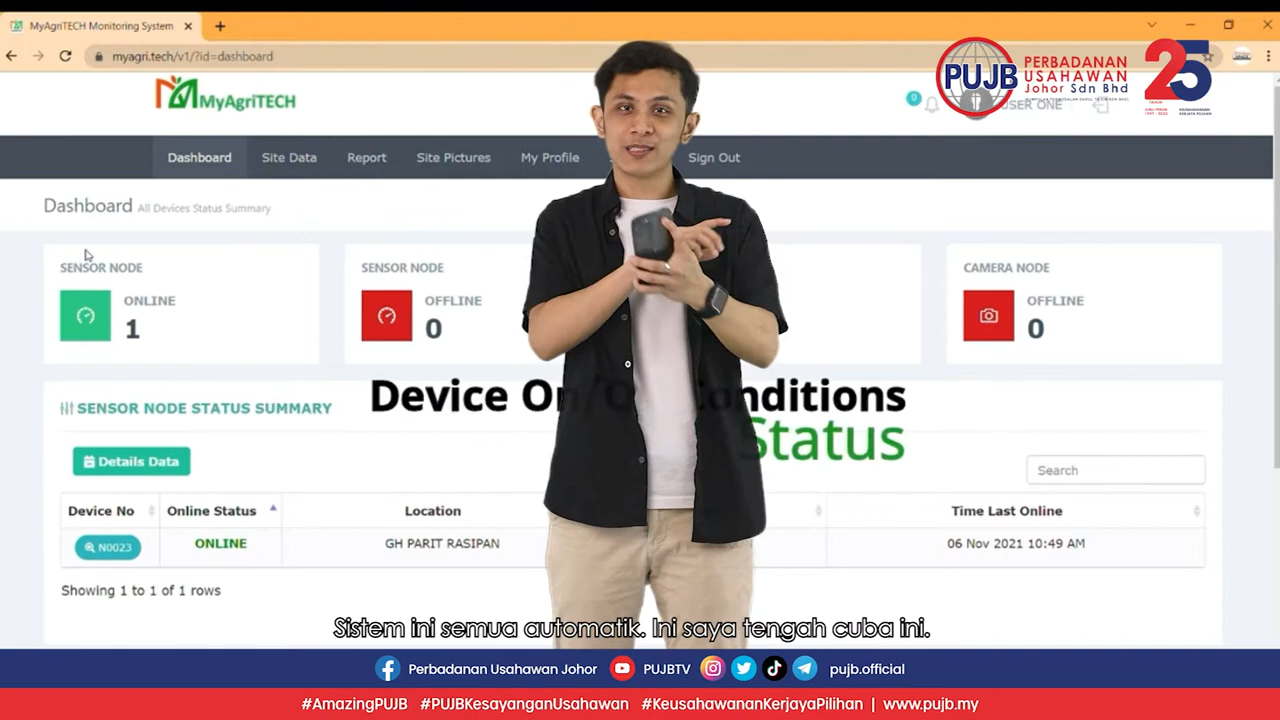 MyAgriTECH Monitoring System
myagri.tech/v1/?id=dashboard
PUJB PERBADANAN
USAHAWAN
Johor Sdn Bhd
25
MyAgriTECH
0
USER ONE
Dashboard Site Data Report Site Pictures My Profile Sign Out
Dashboard All Devices Status Summary
SENSOR NODE SENSOR NODE CAMERA NODE
ONLINE OFFLINE OFFLINE
1 0 0
Device On/O Conditions
Status
SENSOR NODE STATUS SUMMARY
Details Data
Search
Device No Online Status Location Time Last Online
N0023 ONLINE GH PARIT RASIPAN 06 Nov 2021 10:49 AM
Showing 1 to 1 of 1 rows
Sistem ini semua automatik. Ini saya tengah cuba ini.
Perbadanan Usahawan Johor PUJBTV pujb.official
#AmazingPUJB #PUJBKesayanganUsahawan #KeusahawananKerjayaPilihan | www.pujb.my